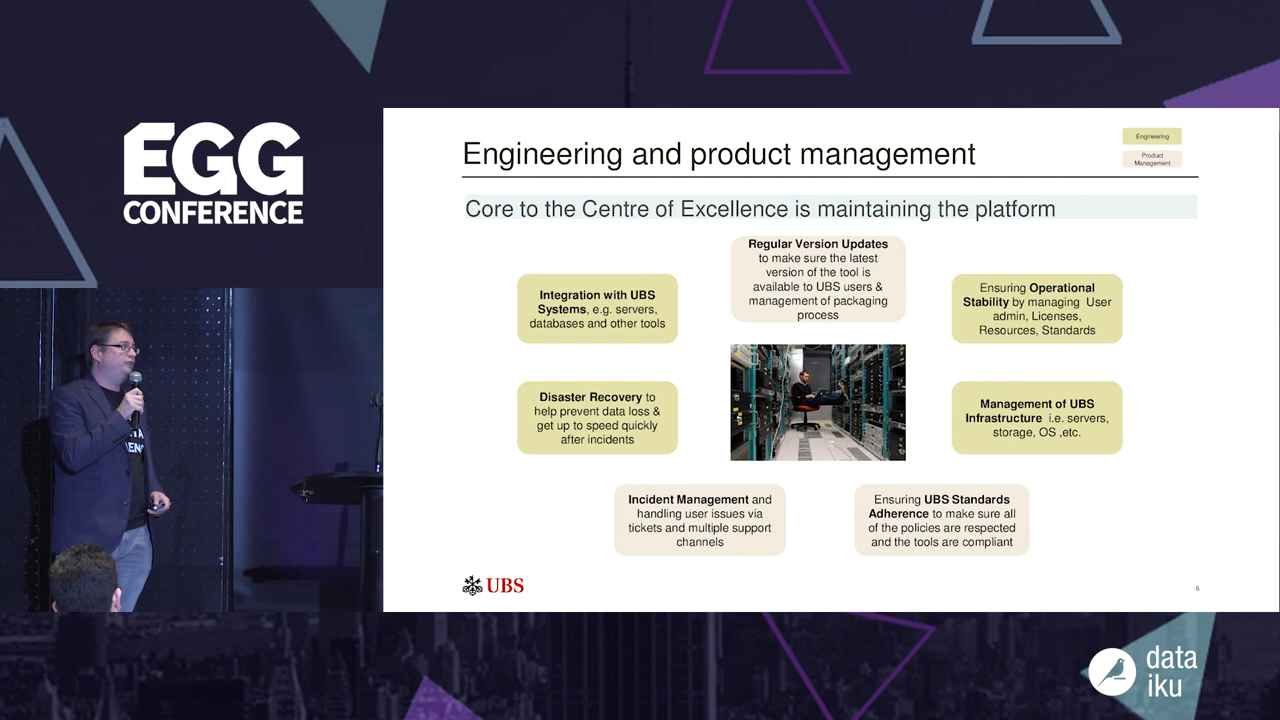 EGG
CONFERENCE
Engineering and product management
Engineering
Product
Management
Core to the Centre of Excellence is maintaining the platform
Regular Version Updates
to make sure the latest
version of the tool is
available to UBS users &
management of packaging
process
Integration with UBS
Systems, e.g. servers,
databases and other tools
Ensuring Operational
Stability by managing User
admin, Licenses,
Resources, Standards
Disaster Recovery to
help prevent data loss &
get up to speed quickly
after incidents
Management of UBS
Infrastructure i.e. servers,
storage, OS ,etc.
Incident Management and
handling user issues via
tickets and multiple support
channels
Ensuring UBS Standards
Adherence to make sure all
of the policies are respected
and the tools are compliant
UBS
6
data
iku